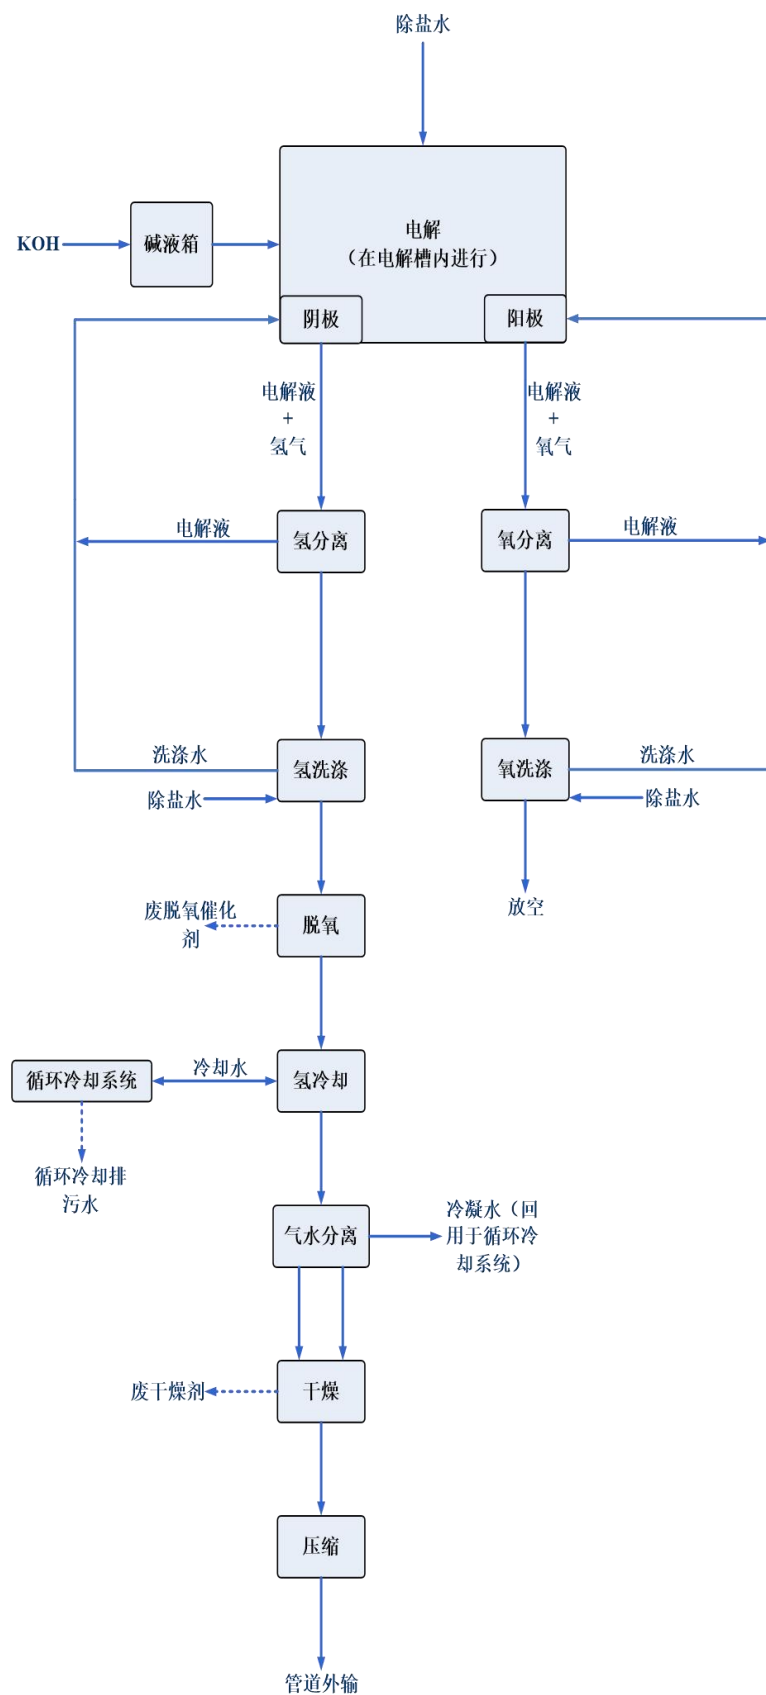 除盐水
电解
（在电解槽内进行）
KOH
碱液箱
阴极
阳极
电解液
+
氢气
电解液
+
氧气
电解液
氢分离
氧分离
电解液
洗涤水
氢洗涤
氧洗涤
洗涤水
除盐水
除盐水
放空
废脱氧催化
剂
脱氧
循环冷却系统
冷却水
氢冷却
循环冷却排
污水
气水分离
冷凝水（回
用于循环冷
却系统）
废干燥剂
干燥
压缩
管道外输